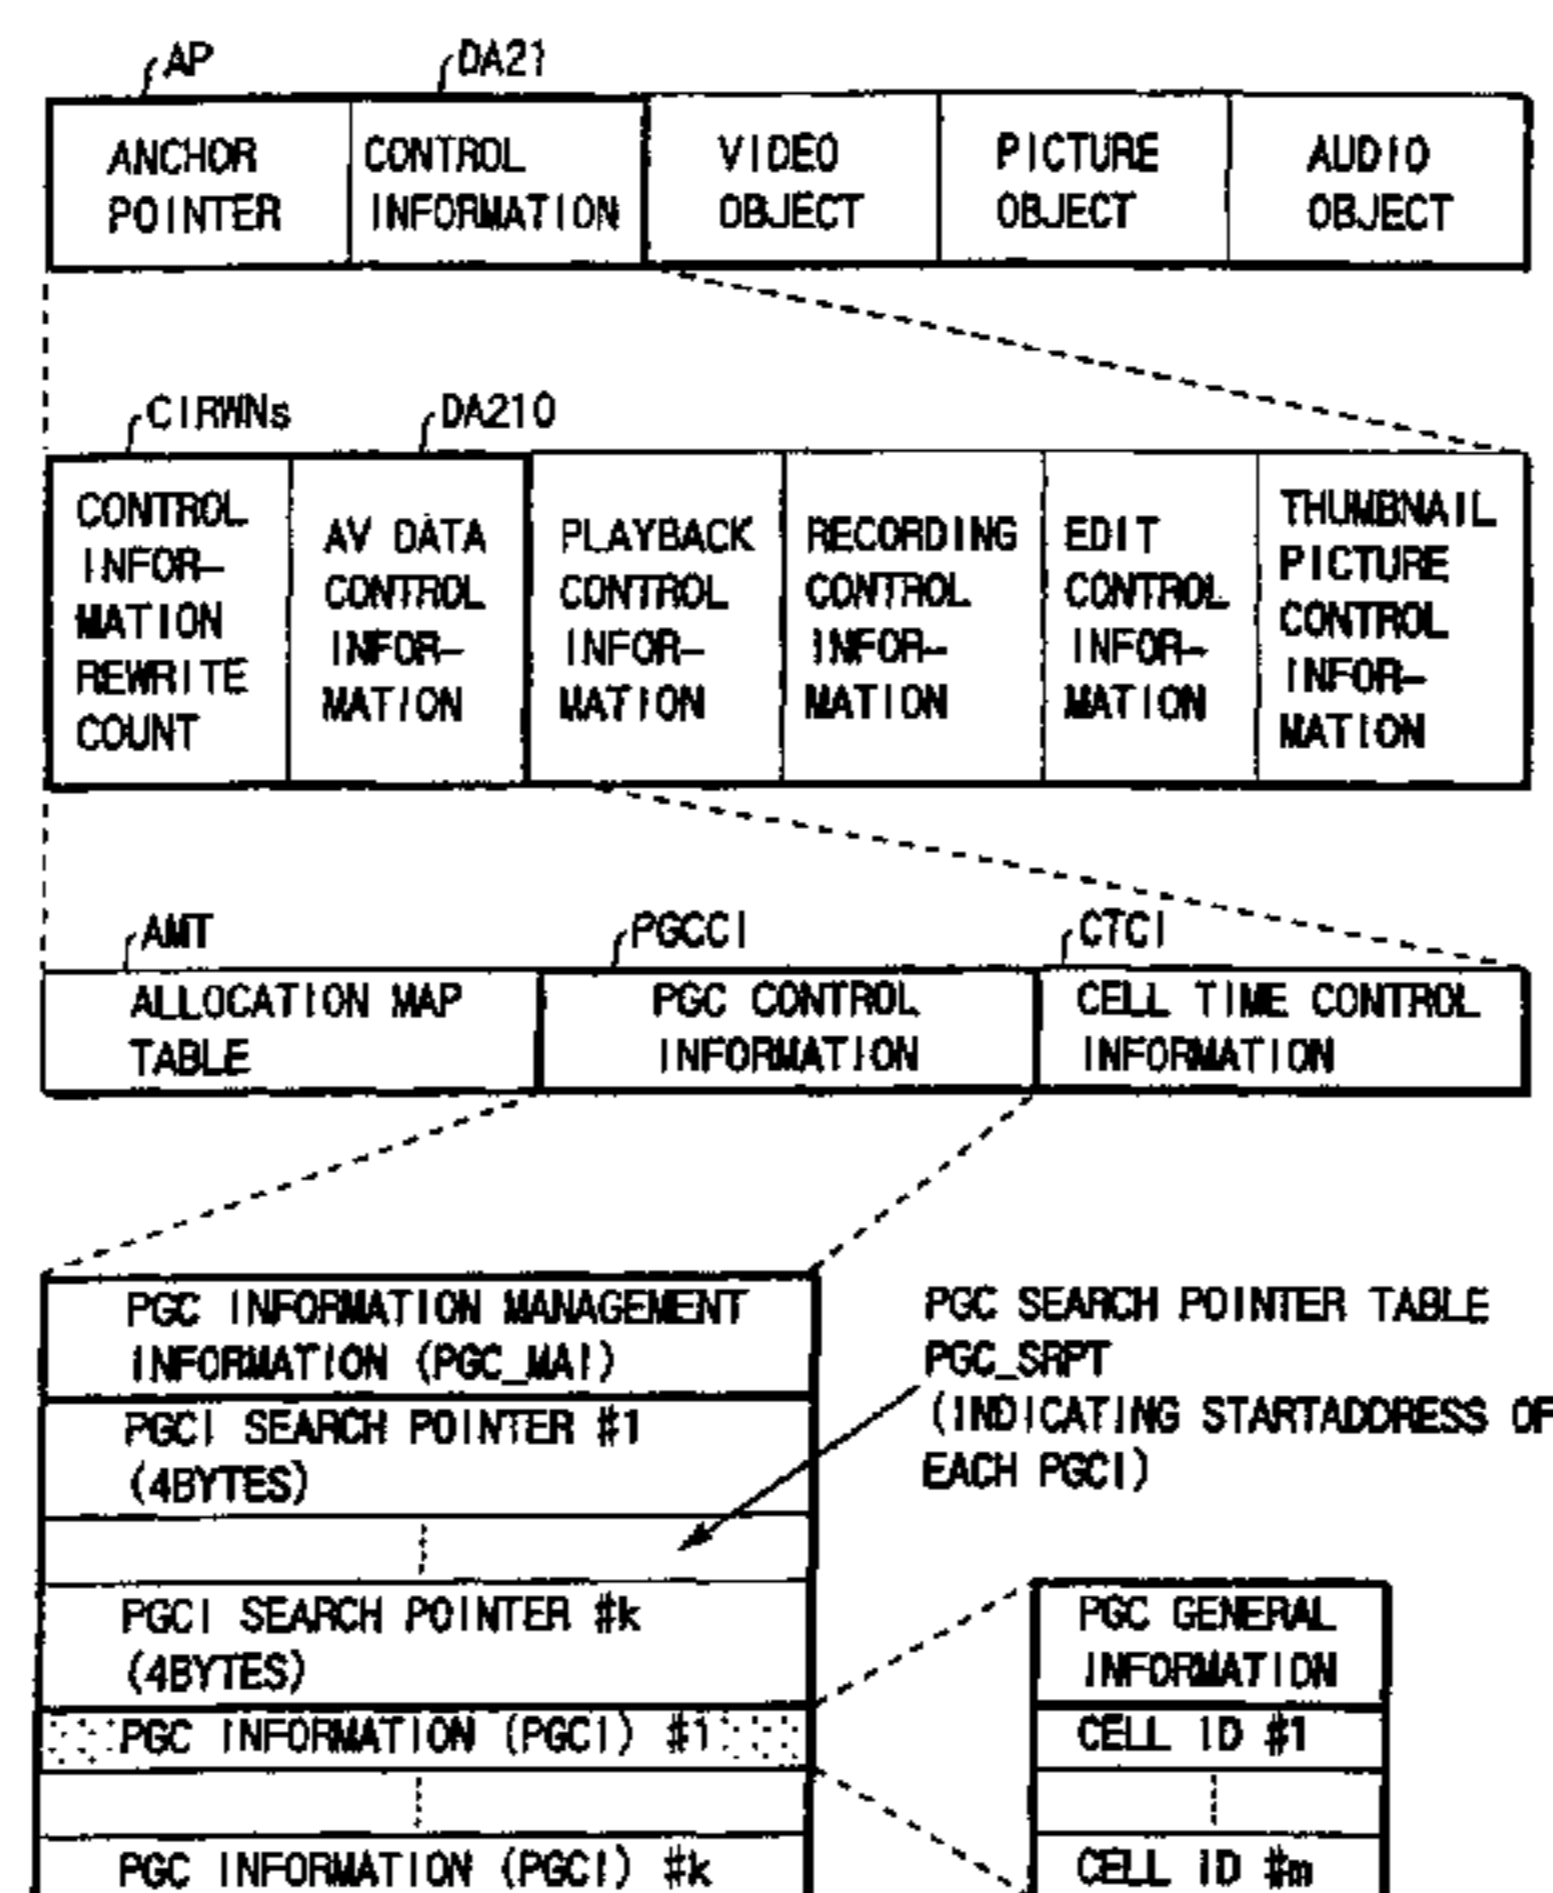 AP
DA21
ANCHOR
POINTER
CONTROL
INFORMATION
VIDEO
OBJECT
PICTURE
OBJECT
AUDIO
OBJECT
CIRWNs
DA210
CONTROL
INFOR-
MATION
REWRITE
COUNT
AV DATA
CONTROL
INFOR-
MATION
PLAYBACK
CONTROL
INFOR-
MATION
RECORDING
CONTROL
INFOR-
MATION
EDIT
CONTROL
INFOR-
MATION
THUMBNAIL
PICTURE
CONTROL
INFOR-
MATION
AMT
PGCCI
CTCI
ALLOCATION MAP
TABLE
PGC CONTROL
INFORMATION
CELL TIME CONTROL
INFORMATION
PGC INFORMATION MANAGEMENT
INFORMATION (PGC_MAI)
PGCI SEARCH POINTER #1
(4BYTES)
PGCI SEARCH POINTER #k
(4BYTES)
PGC INFORMATION (PGCI) #1
PGC INFORMATION (PGCI) #k
PGC SEARCH POINTER TABLE
PGC_SRPT
(INDICATING STARTADDRESS OF
EACH PGCI)
PGC GENERAL
INFORMATION
CELL ID #1
CELL ID #m